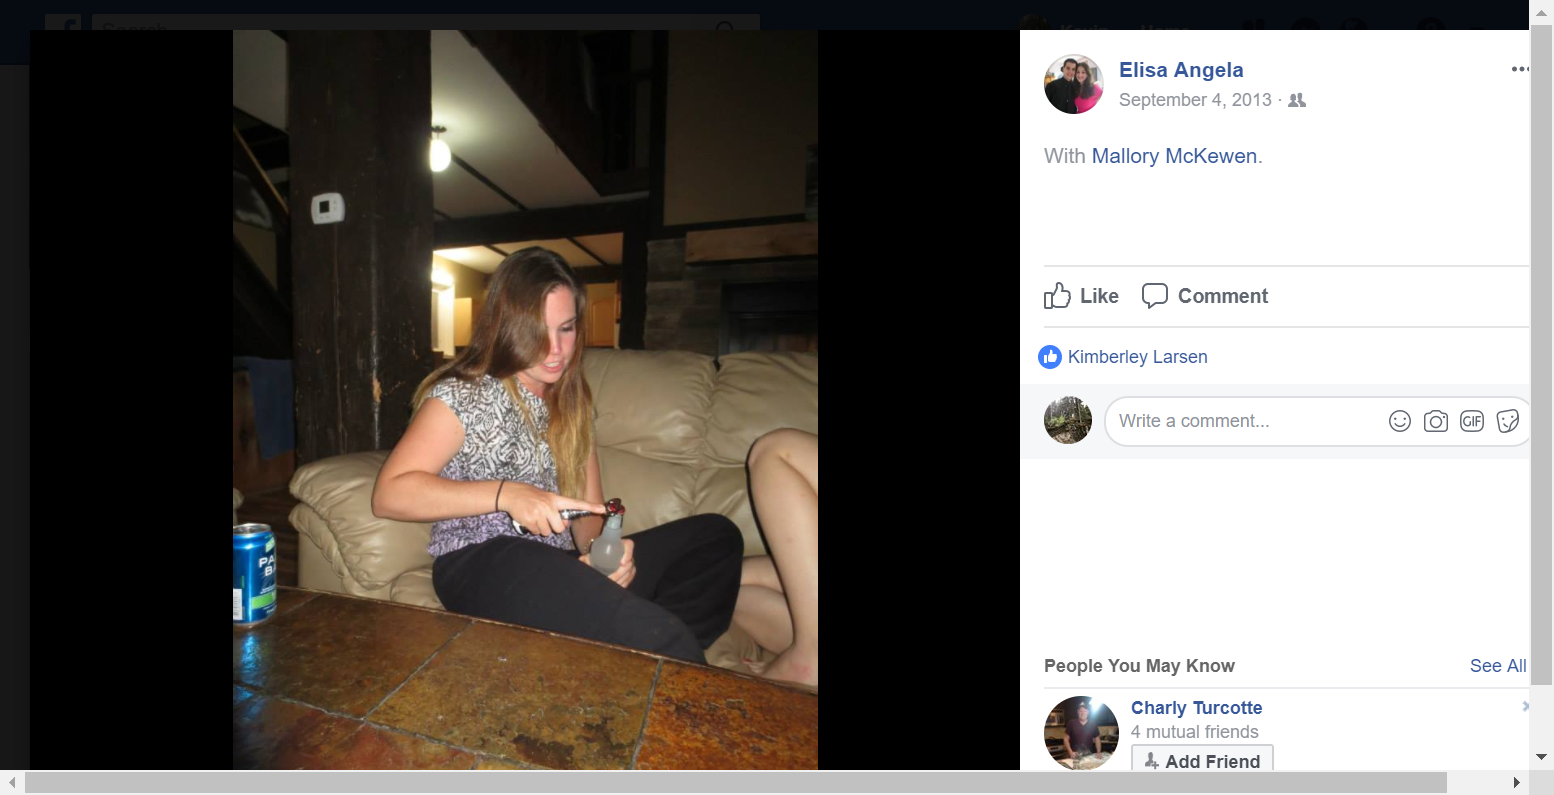 Search
Elisa Angela
September 4, 2013 ·
With Mallory McKewen.
Like Comment
Kimberley Larsen
Write a comment...
GIF
People You May Know
See All
Charly Turcotte
4 mutual friends
Add Friend